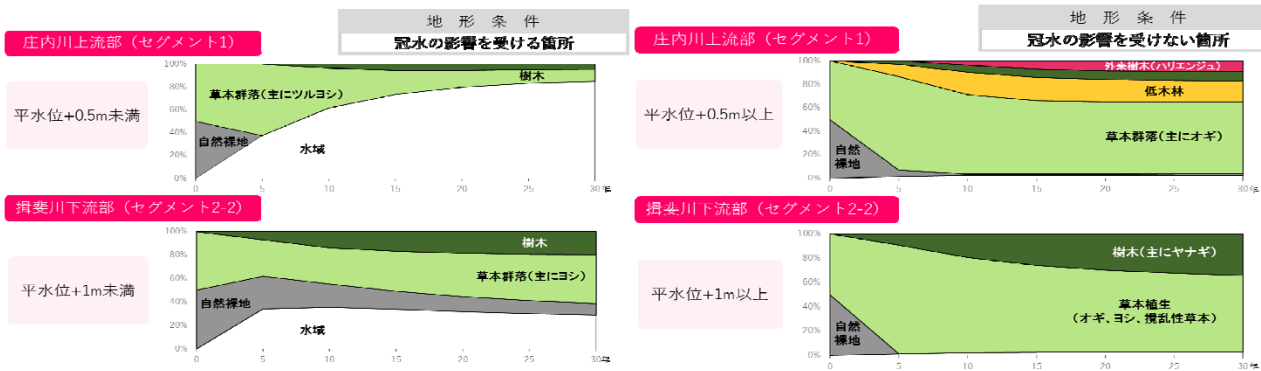 地形条件
冠水の影響を受ける箇所
庄内川上流部（セグメント1）
平水位+0.5m未満
100%
80%
60%
40%
20%
0%
草本群落(主にツルヨシ)
樹木
自然裸地
水域
0 5 10 15 20 25 30年
揖斐川下流部（セグメント2-2）
平水位+1m未満
100%
80%
60%
40%
20%
0%
樹木
草本群落(主にヨシ)
自然裸地
水域
0 5 10 15 20 25 30年
地形条件
冠水の影響を受けない箇所
庄内川上流部（セグメント1）
平水位+0.5m以上
100%
80%
60%
40%
20%
0%
外来樹木(ハリエンジュ)
低木林
草本群落(主にオギ)
自然
裸地
0 5 10 15 20 25 30年
揖斐川下流部（セグメント2-2）
平水位+1m以上
100%
80%
60%
40%
20%
0%
樹木(主にヤナギ)
草本植生
(オギ、ヨシ、攪乱性草本)
自然
裸地
0 5 10 15 20 25 30年